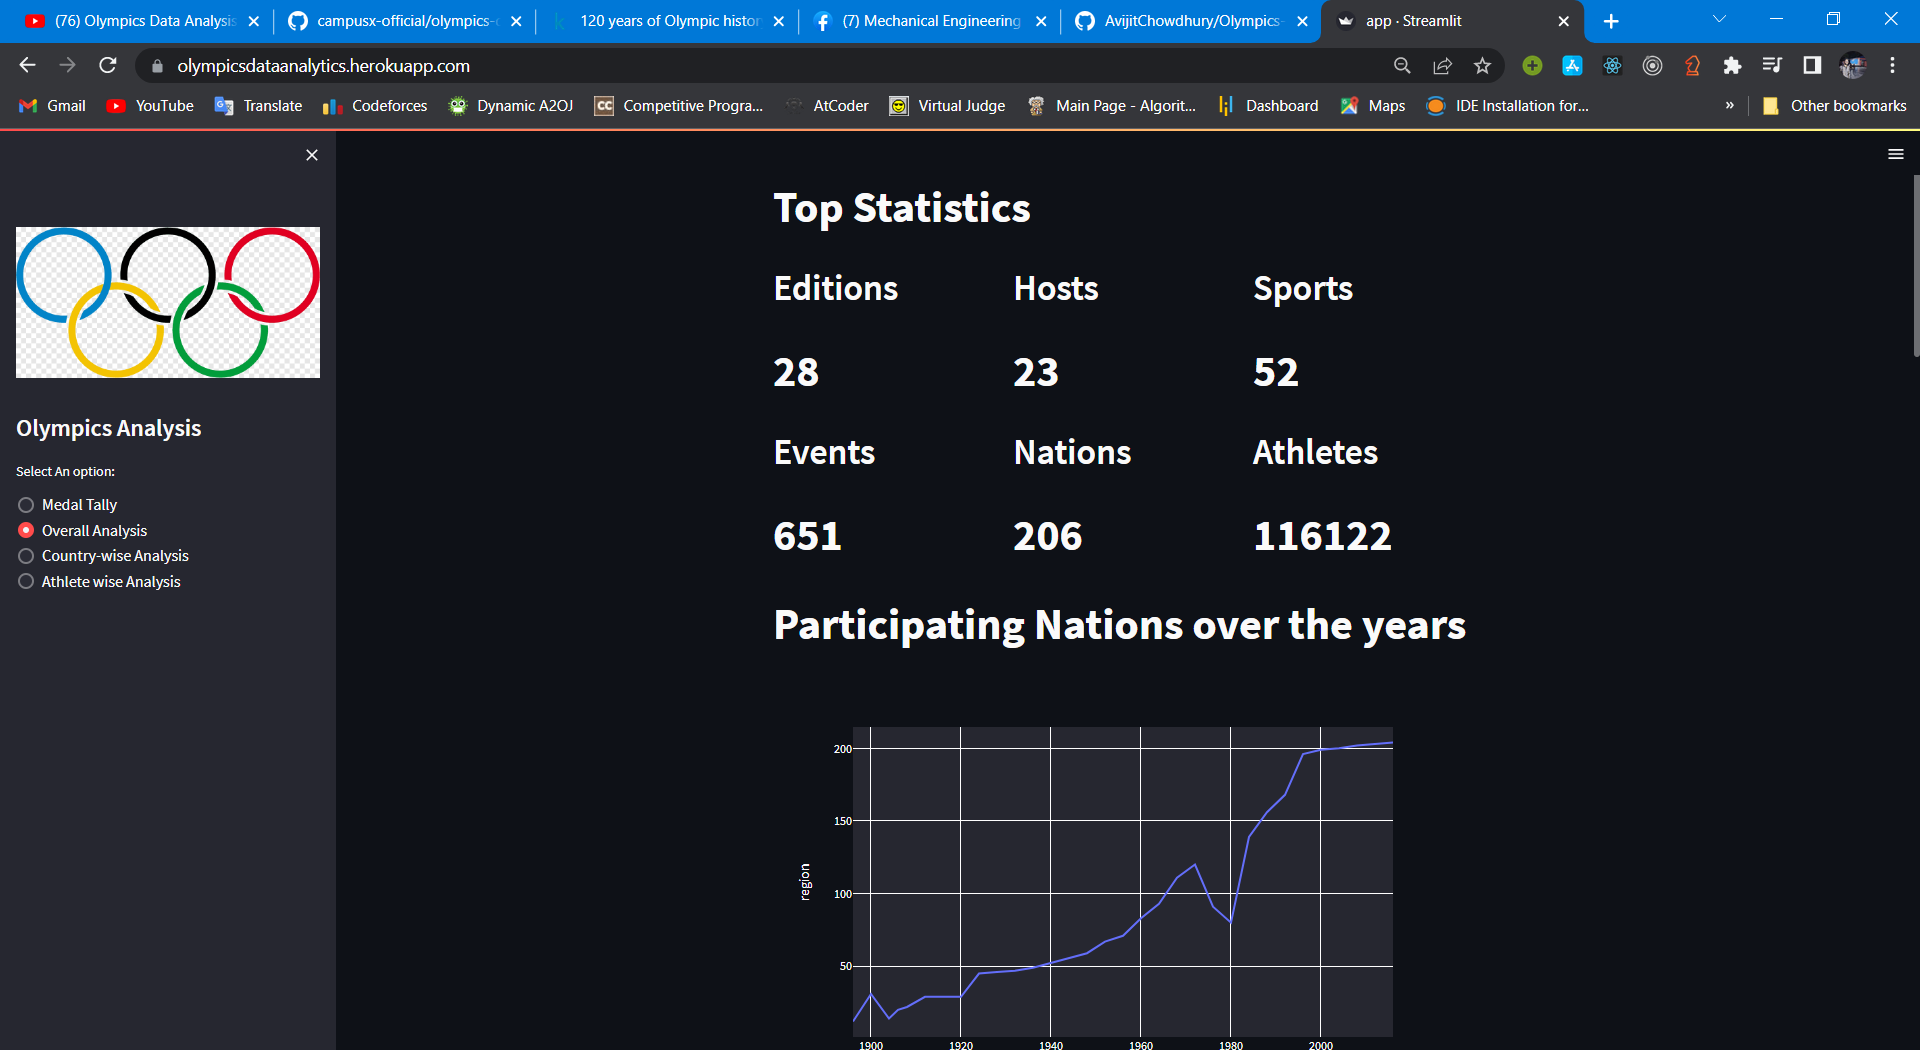 (76) Olympics Data Analysis
campusx-official/olympics-
120 years of Olympic histor
(7) Mechanical Engineering
AvijitChowdhury/Olympics-
app · Streamlit
olympicsdataanalytics.herokuapp.com
Gmail
YouTube
Translate
Codeforces
Dynamic A2OJ
CC
Competitive Progra...
AtCoder
Virtual Judge
Main Page - Algorit...
Dashboard
Maps
IDE Installation for...
»
Other bookmarks
Olympics Analysis
Select An option:
Medal Tally
Overall Analysis
Country-wise Analysis
Athlete wise Analysis
Top Statistics
Editions Hosts Sports
28 23 52
Events Nations Athletes
651 206 116122
Participating Nations over the years
200
150
100
50
region
1900 1920 1940 1960 1980 2000